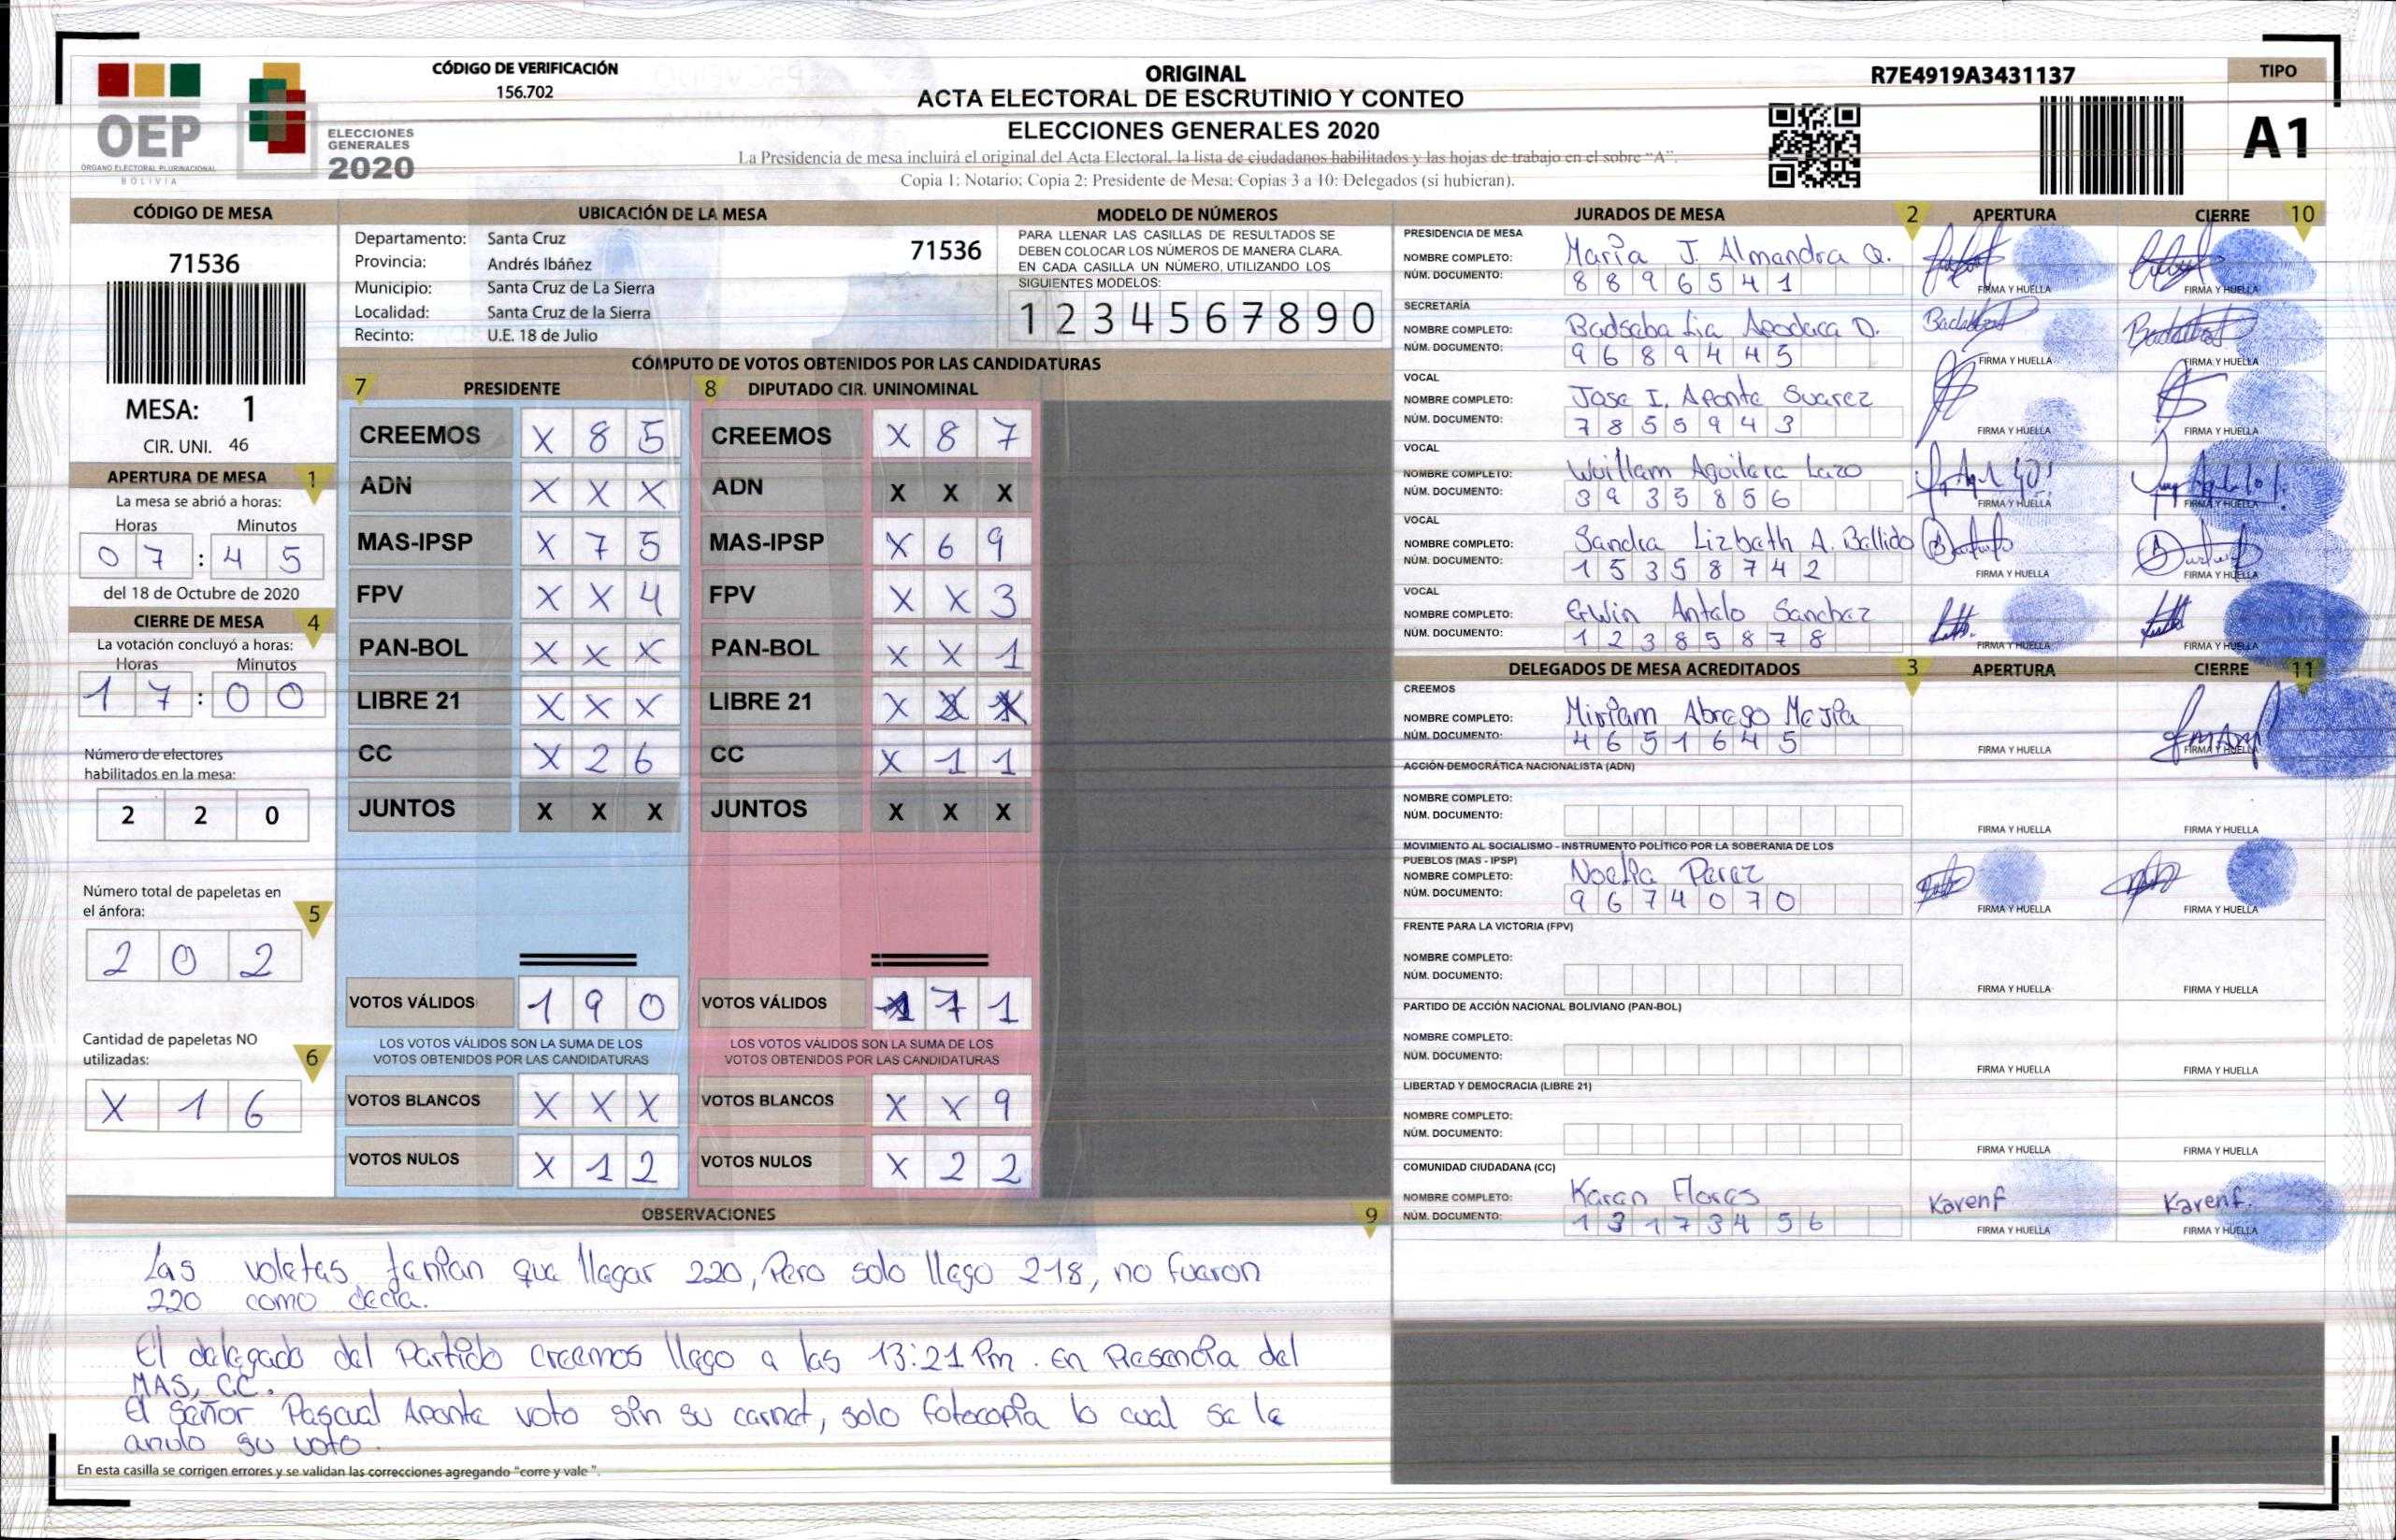 CÓDIGO DE VERIFICACIÓN
156.702
OEP
ÓRGANO ELECTORAL PLURINACIONAL
BOLIVIA
ELECCIONES
GENERALES
2020
ORIGINAL
ACTA ELECTORAL DE ESCRUTINIO Y CONTEO
ELECCIONES GENERALES 2020
La Presidencia de mesa incluirá el original del Acta Electoral, la lista de ciudadanos habilitados y las hojas de trabajo en el sobre "A".
Copia 1: Notario; Copia 2: Presidente de Mesa; Copias 3 a 10: Delegados (si hubieran).
R7E4919A3431137
TIPO
A1
CÓDIGO DE MESA
71536
MESA: 1
CIR. UNI. 46
APERTURA DE MESA 1
La mesa se abrió a horas:
Horas Minutos
0 7 : 4 5
del 18 de Octubre de 2020
CIERRE DE MESA 4
La votación concluyó a horas:
Horas Minutos
1 7 : 0 0
Número de electores
habilitados en la mesa:
2 2 0
Número total de papeletas en
el ánfora: 5
2 0 2
Cantidad de papeletas NO
utilizadas: 6
X 1 6
UBICACIÓN DE LA MESA
Departamento: Santa Cruz 71536
Provincia: Andrés Ibáñez
Municipio: Santa Cruz de La Sierra
Localidad: Santa Cruz de la Sierra
Recinto: U.E. 18 de Julio
MODELO DE NÚMEROS
PARA LLENAR LAS CASILLAS DE RESULTADOS SE
DEBEN COLOCAR LOS NÚMEROS DE MANERA CLARA.
EN CADA CASILLA UN NÚMERO, UTILIZANDO LOS
SIGUIENTES MODELOS:
1 2 3 4 5 6 7 8 9 0
CÓMPUTO DE VOTOS OBTENIDOS POR LAS CANDIDATURAS
7 PRESIDENTE 8 DIPUTADO CIR. UNINOMINAL
CREEMOS X 8 5 CREEMOS X 8 7
ADN X X X ADN X X X
MAS-IPSP X 7 5 MAS-IPSP X 6 9
FPV X X 4 FPV X X 3
PAN-BOL X X X PAN-BOL X X 1
LIBRE 21 X X X LIBRE 21 X X X
CC X 2 6 CC X 1 1
JUNTOS X X X JUNTOS X X X
VOTOS VÁLIDOS 1 9 0 VOTOS VÁLIDOS 1 7 1
LOS VOTOS VÁLIDOS SON LA SUMA DE LOS LOS VOTOS VÁLIDOS SON LA SUMA DE LOS
VOTOS OBTENIDOS POR LAS CANDIDATURAS VOTOS OBTENIDOS POR LAS CANDIDATURAS
VOTOS BLANCOS X X X VOTOS BLANCOS X X 9
VOTOS NULOS X 1 2 VOTOS NULOS X 2 2
OBSERVACIONES 9
Las voletas tenian que llegar 220, Pero solo llego 218, no fueron
220 como decia.
El delegado del Partido creemos llego a las 13:21 Pm. En Presencia del
MAS, CC.
El señor Pascual Aponte voto sin su carnet, solo fotocopia lo cual se le
anulo su voto.
En esta casilla se corrigen errores y se validan las correcciones agregando "corre y vale".
JURADOS DE MESA 2 APERTURA CIERRE 10
PRESIDENCIA DE MESA
NOMBRE COMPLETO: Maria J. Almandra Q.
NÚM. DOCUMENTO: 8 8 9 6 5 4 1
FIRMA Y HUELLA FIRMA Y HUELLA
SECRETARÍA
NOMBRE COMPLETO: Badsaba Lia Apodaca D.
NÚM. DOCUMENTO: 9 6 8 9 4 4 5
FIRMA Y HUELLA FIRMA Y HUELLA
VOCAL
NOMBRE COMPLETO: Jose I. Aponte Suarez
NÚM. DOCUMENTO: 7 8 5 5 9 4 3
FIRMA Y HUELLA FIRMA Y HUELLA
VOCAL
NOMBRE COMPLETO: Wuillam Aguilera Lazo
NÚM. DOCUMENTO: 3 9 3 5 8 5 6
FIRMA Y HUELLA FIRMA Y HUELLA
VOCAL
NOMBRE COMPLETO: Sandra Lizbath A. Bellido
NÚM. DOCUMENTO: 1 5 3 5 8 7 4 2
FIRMA Y HUELLA FIRMA Y HUELLA
VOCAL
NOMBRE COMPLETO: Erwin Antalo Sanchez
NÚM. DOCUMENTO: 1 2 3 8 5 8 7 8
FIRMA Y HUELLA FIRMA Y HUELLA
DELEGADOS DE MESA ACREDITADOS 3 APERTURA CIERRE 11
CREEMOS
NOMBRE COMPLETO: Miriam Abrego Mejia
NÚM. DOCUMENTO: 4 6 5 1 6 4 5
FIRMA Y HUELLA FIRMA Y HUELLA
ACCIÓN DEMOCRÁTICA NACIONALISTA (ADN)
NOMBRE COMPLETO:
NÚM. DOCUMENTO:
FIRMA Y HUELLA FIRMA Y HUELLA
MOVIMIENTO AL SOCIALISMO - INSTRUMENTO POLÍTICO POR LA SOBERANIA DE LOS
PUEBLOS (MAS - IPSP)
NOMBRE COMPLETO: Noelia Perez
NÚM. DOCUMENTO: 9 6 7 4 0 7 0
FIRMA Y HUELLA FIRMA Y HUELLA
FRENTE PARA LA VICTORIA (FPV)
NOMBRE COMPLETO:
NÚM. DOCUMENTO:
FIRMA Y HUELLA FIRMA Y HUELLA
PARTIDO DE ACCIÓN NACIONAL BOLIVIANO (PAN-BOL)
NOMBRE COMPLETO:
NÚM. DOCUMENTO:
FIRMA Y HUELLA FIRMA Y HUELLA
LIBERTAD Y DEMOCRACIA (LIBRE 21)
NOMBRE COMPLETO:
NÚM. DOCUMENTO:
FIRMA Y HUELLA FIRMA Y HUELLA
COMUNIDAD CIUDADANA (CC)
NOMBRE COMPLETO: Karen Flores Karenf Karenf.
NÚM. DOCUMENTO: 1 3 1 7 3 4 5 6
FIRMA Y HUELLA FIRMA Y HUELLA